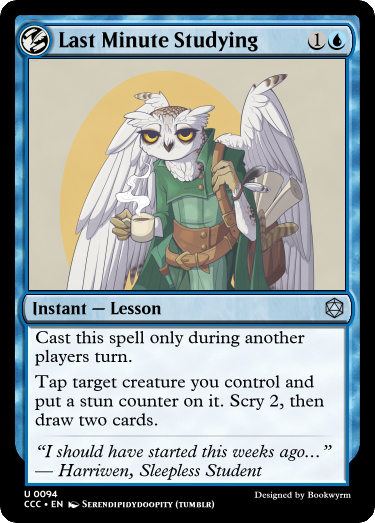 Last Minute Studying 1
Instant — Lesson
Cast this spell only during another
players turn.
Tap target creature you control and
put a stun counter on it. Scry 2, then
draw two cards.
“I should have started this weeks ago…”
— Harriwen, Sleepless Student
U 0094
Designed by Bookwyrm
CCC • EN Serendipidydoopity (tumblr)